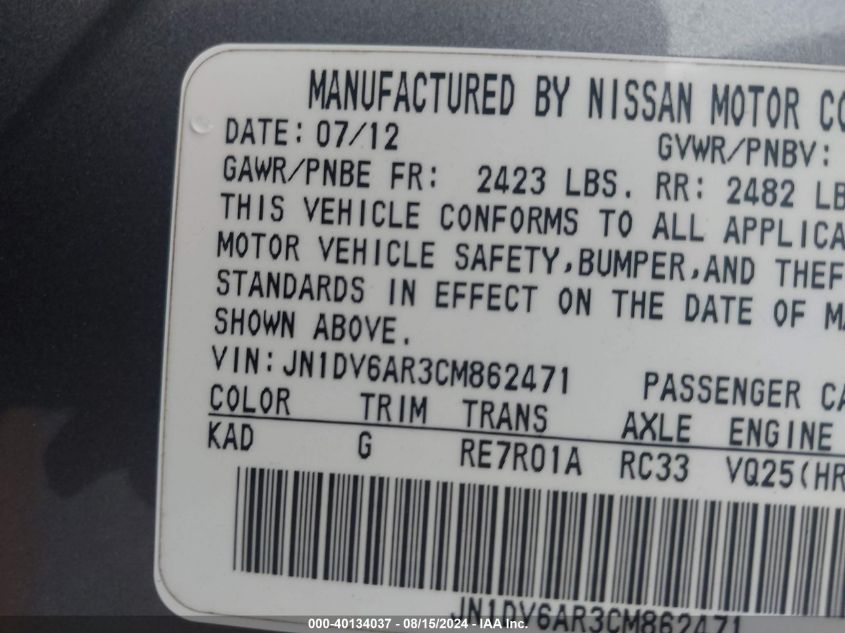 MANUFACTURED BY NISSAN MOTOR CO
DATE: 07/12 GVWR/PNBV:
GAWR/PNBE FR: 2423 LBS. RR: 2482 LB
THIS VEHICLE CONFORMS TO ALL APPLICA
MOTOR VEHICLE SAFETY,BUMPER,AND THEF
STANDARDS IN EFFECT ON THE DATE OF MA
SHOWN ABOVE.
VIN: JN1DV6AR3CM862471 PASSENGER CA
COLOR TRIM TRANS AXLE ENGINE
KAD G RE7R01A RC33 VQ25(HR
JN1DV6AR3CM862471
000-40134037 - 08/15/2024 - IAA Inc.